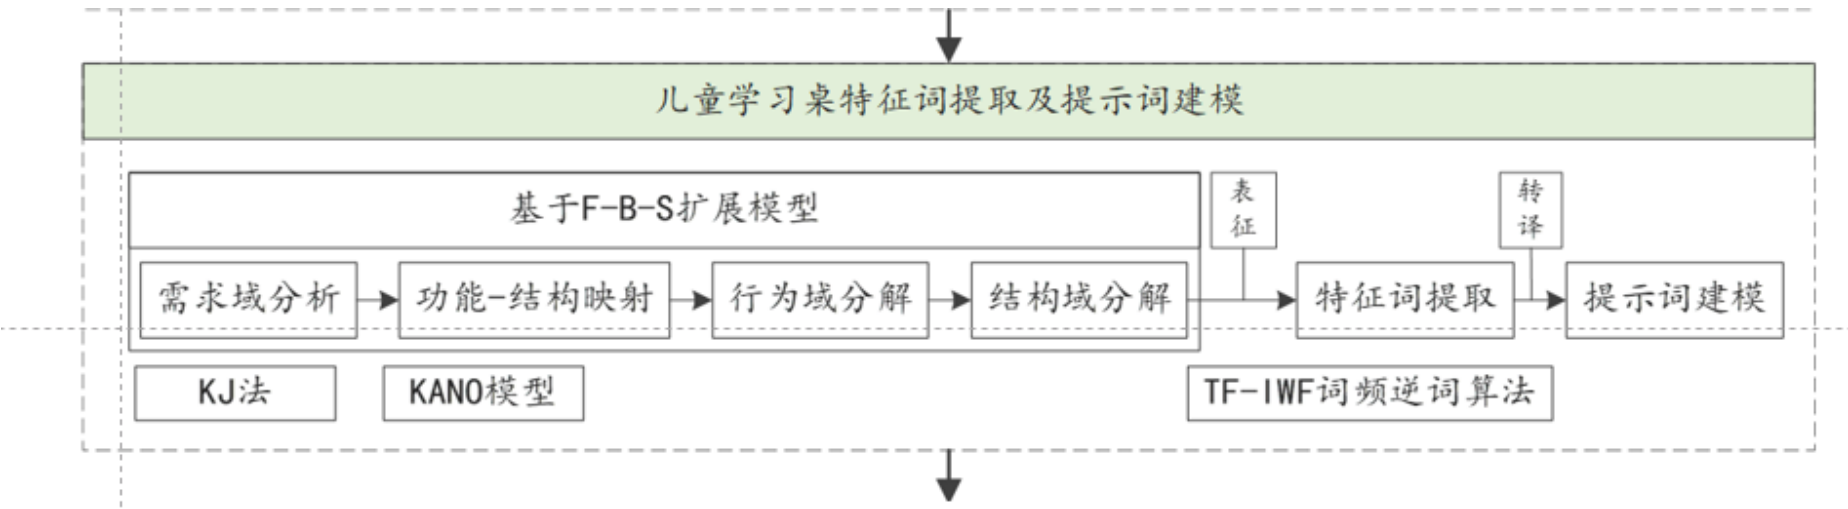 儿童学习桌特征词提取及提示词建模
基于F-B-S扩展模型
表征
转译
需求域分析
功能-结构映射
行为域分解
结构域分解
特征词提取
提示词建模
KJ法
KANO模型
TF-IWF词频逆词算法